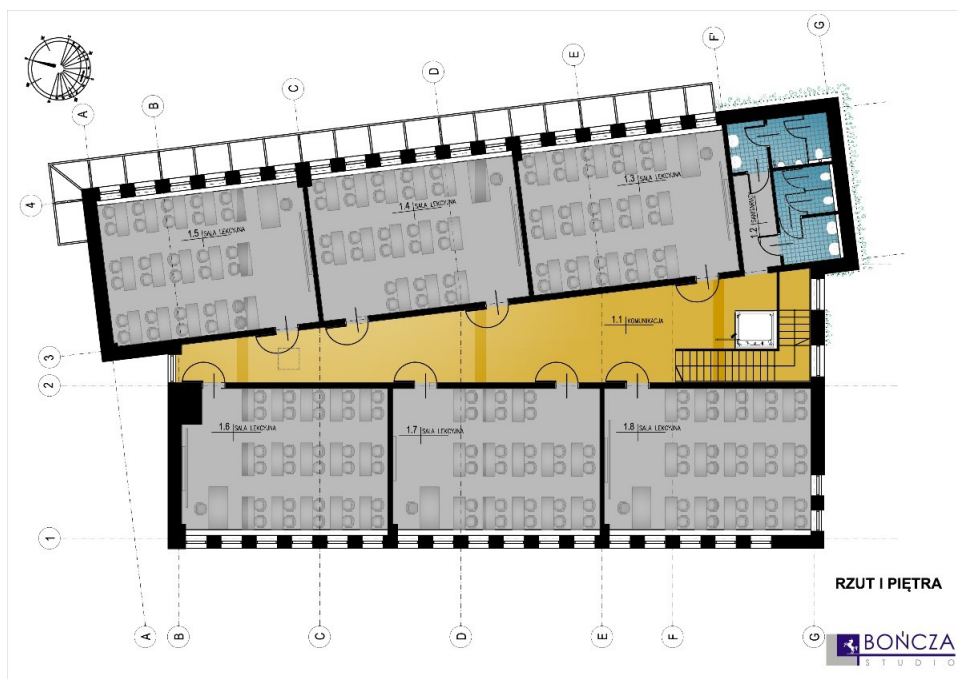 G
F'
E
D
C
B
A
4
1.3 SALA LEKCYJNA
1.4 SALA LEKCYJNA
1.5 SALA LEKCYJNA
1.2
1.1 KOMUNIKACJA
3
2
1.6 SALA LEKCYJNA
1.7 SALA LEKCYJNA
1.8 SALA LEKCYJNA
1
RZUT I PIĘTRA
A
B
C
D
E
F
G
BOŃCZA
STUDIO